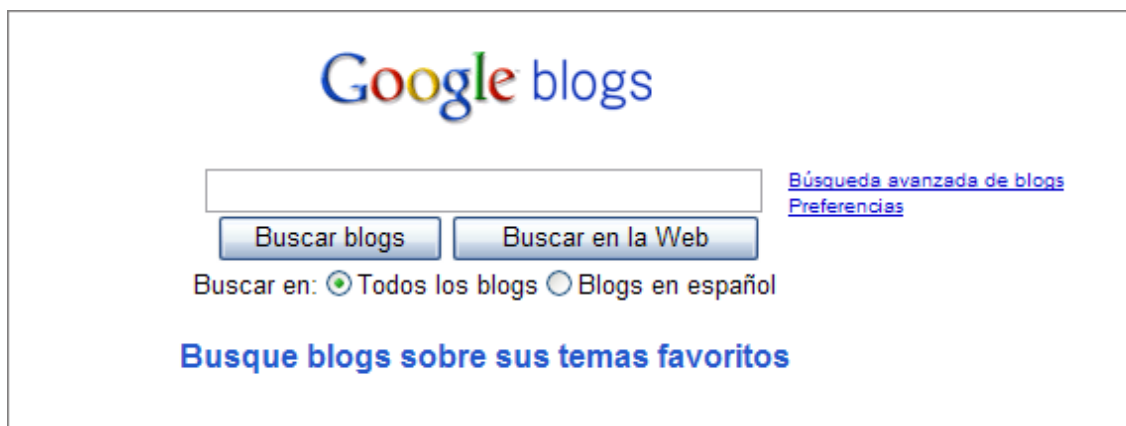 Google blogs
Búsqueda avanzada de blogs
Preferencias
Buscar blogs Buscar en la Web
Buscar en: Todos los blogs Blogs en español
Busque blogs sobre sus temas favoritos